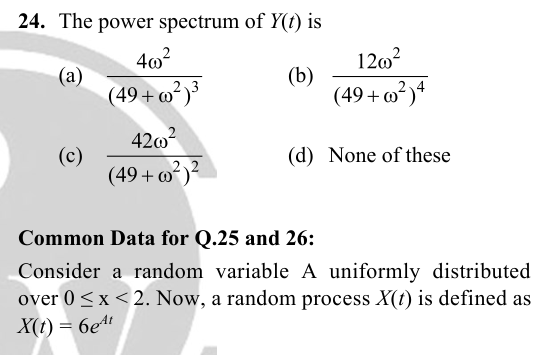 24. The power spectrum of Y(t) is
(a) 4ω²/(49 + ω²)³ (b) 12ω²/(49 + ω²)⁴
(c) 42ω²/(49 + ω²)² (d) None of these
Common Data for Q.25 and 26:
Consider a random variable A uniformly distributed
over 0 ≤ x < 2. Now, a random process X(t) is defined as
X(t) = 6eᴬᵗ